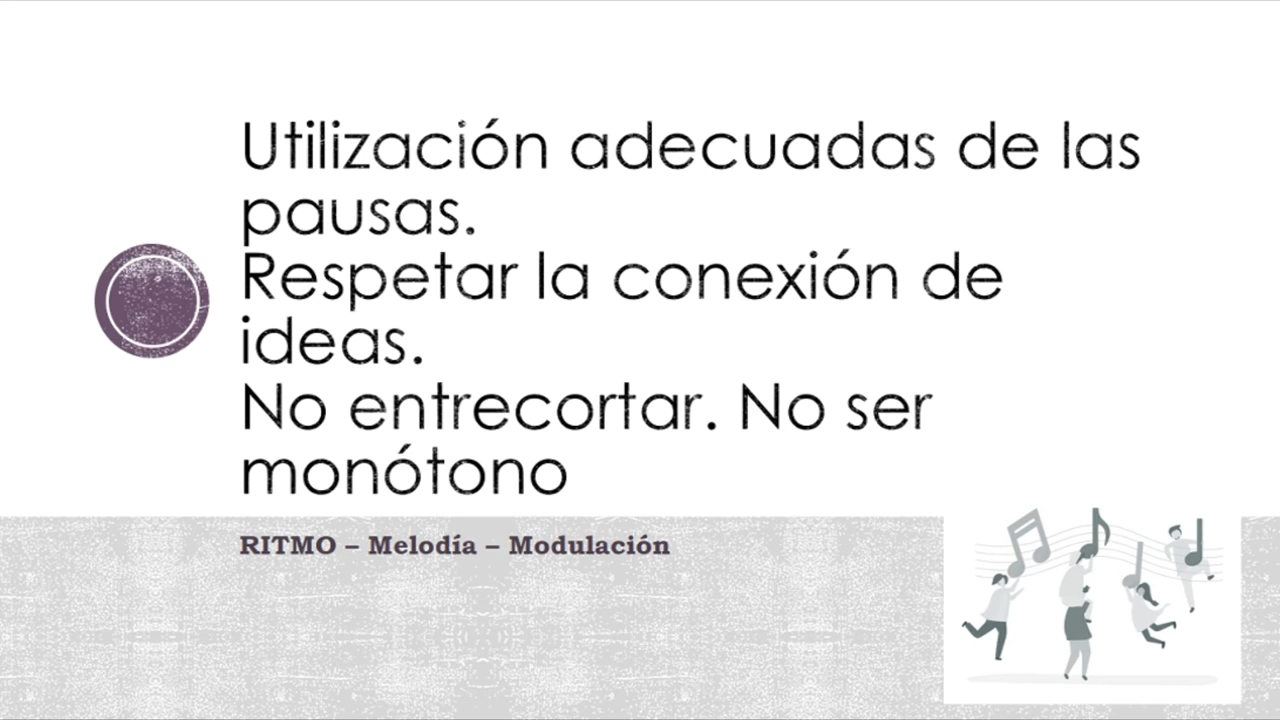 Utilización adecuadas de las
pausas.
Respetar la conexión de
ideas.
No entrecortar. No ser
monótono
RITMO – Melodía – Modulación